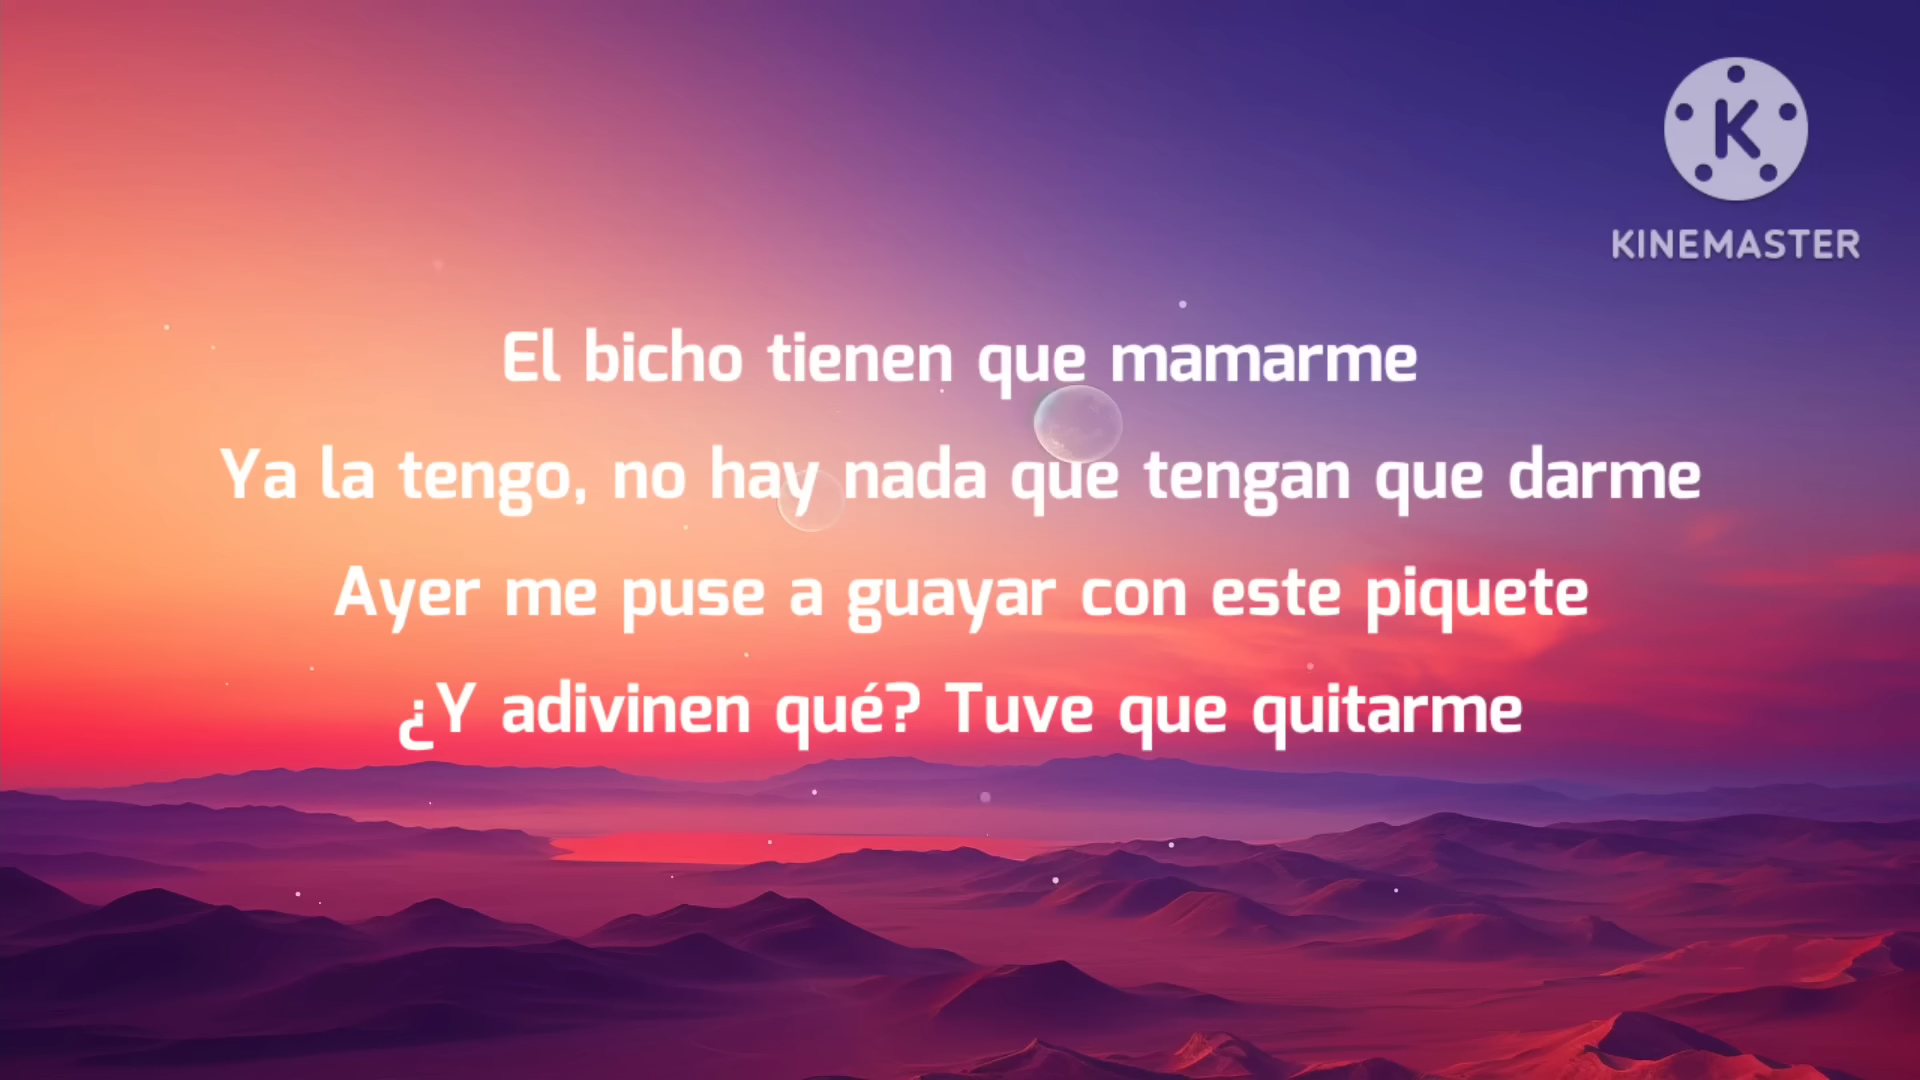 K
KINEMASTER
El bicho tienen que mamarme
Ya la tengo, no hay nada que tengan que darme
Ayer me puse a guayar con este piquete
¿Y adivinen qué? Tuve que quitarme